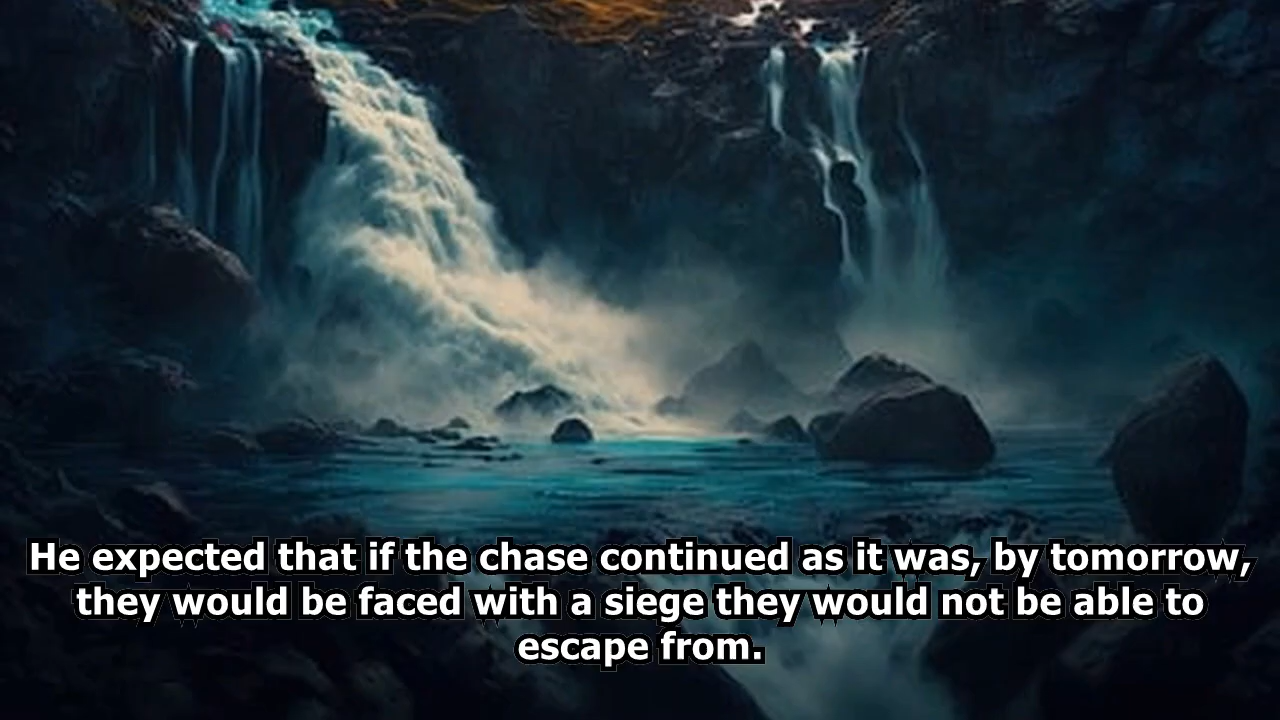 He expected that if the chase continued as it was, by tomorrow,
they would be faced with a siege they would not be able to
escape from.